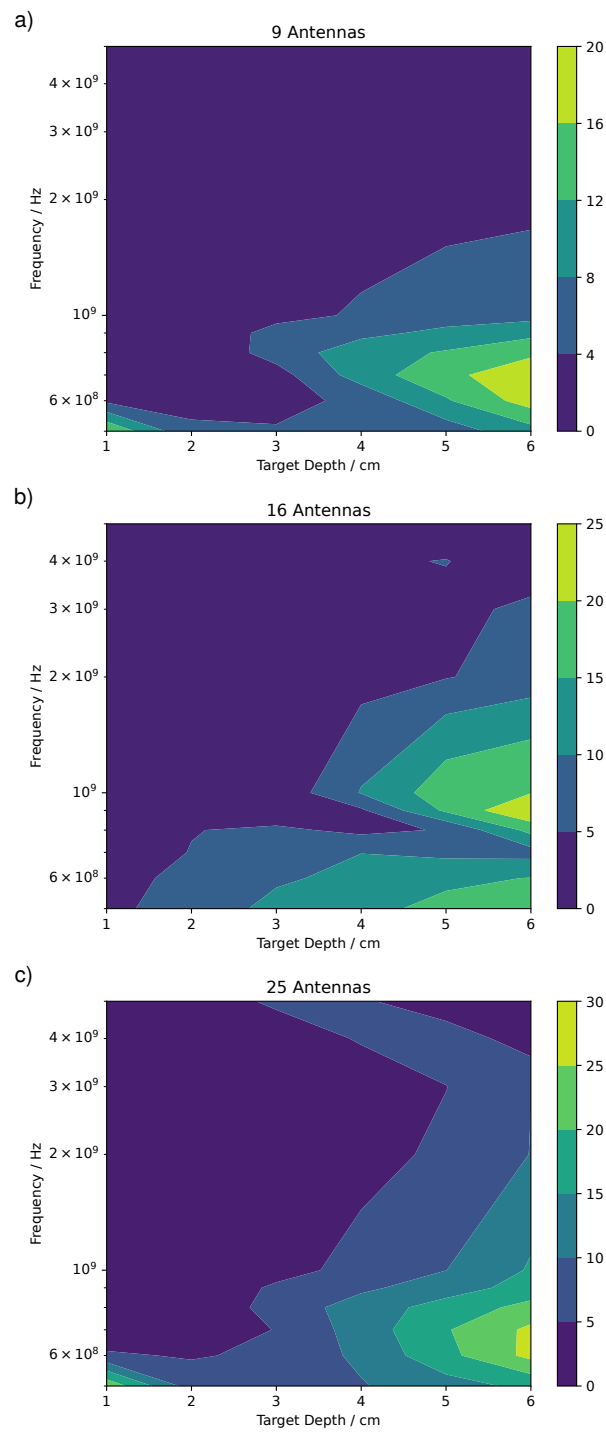 a)
9 Antennas
Frequency / Hz
4 × 10⁹
3 × 10⁹
2 × 10⁹
10⁹
6 × 10⁸
1 2 3 4 5 6
Target Depth / cm
20
16
12
8
4
0
b)
16 Antennas
Frequency / Hz
4 × 10⁹
3 × 10⁹
2 × 10⁹
10⁹
6 × 10⁸
1 2 3 4 5 6
Target Depth / cm
25
20
15
10
5
0
c)
25 Antennas
Frequency / Hz
4 × 10⁹
3 × 10⁹
2 × 10⁹
10⁹
6 × 10⁸
1 2 3 4 5 6
Target Depth / cm
30
25
20
15
10
5
0